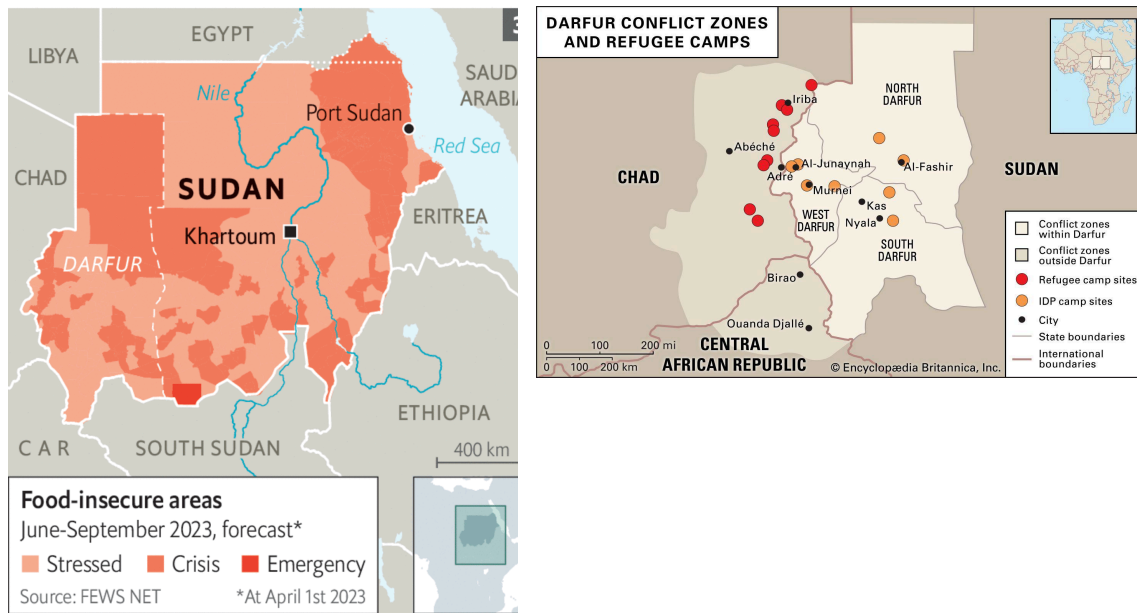 EGYPT
LIBYA
SAUD
ARABIA
Nile
Port Sudan
Red Sea
CHAD
SUDAN
ERITREA
Khartoum
DARFUR
ETHIOPIA
CAR
SOUTH SUDAN
400 km
Food-insecure areas
June-September 2023, forecast*
Stressed
Crisis
Emergency
Source: FEWS NET
*At April 1st 2023
3
DARFUR CONFLICT ZONES
AND REFUGEE CAMPS
Iriba
NORTH
DARFUR
Abéché
Al-Junaynah
Adré
Al-Fashir
CHAD
SUDAN
Murnei
Kas
WEST
DARFUR
Nyala
SOUTH
DARFUR
Birao
Ouanda Djallé
CENTRAL
AFRICAN REPUBLIC
0 100 200 mi
0 100 200 km
Conflict zones
within Darfur
Conflict zones
outside Darfur
Refugee camp sites
IDP camp sites
City
State boundaries
International
boundaries
© Encyclopædia Britannica, Inc.